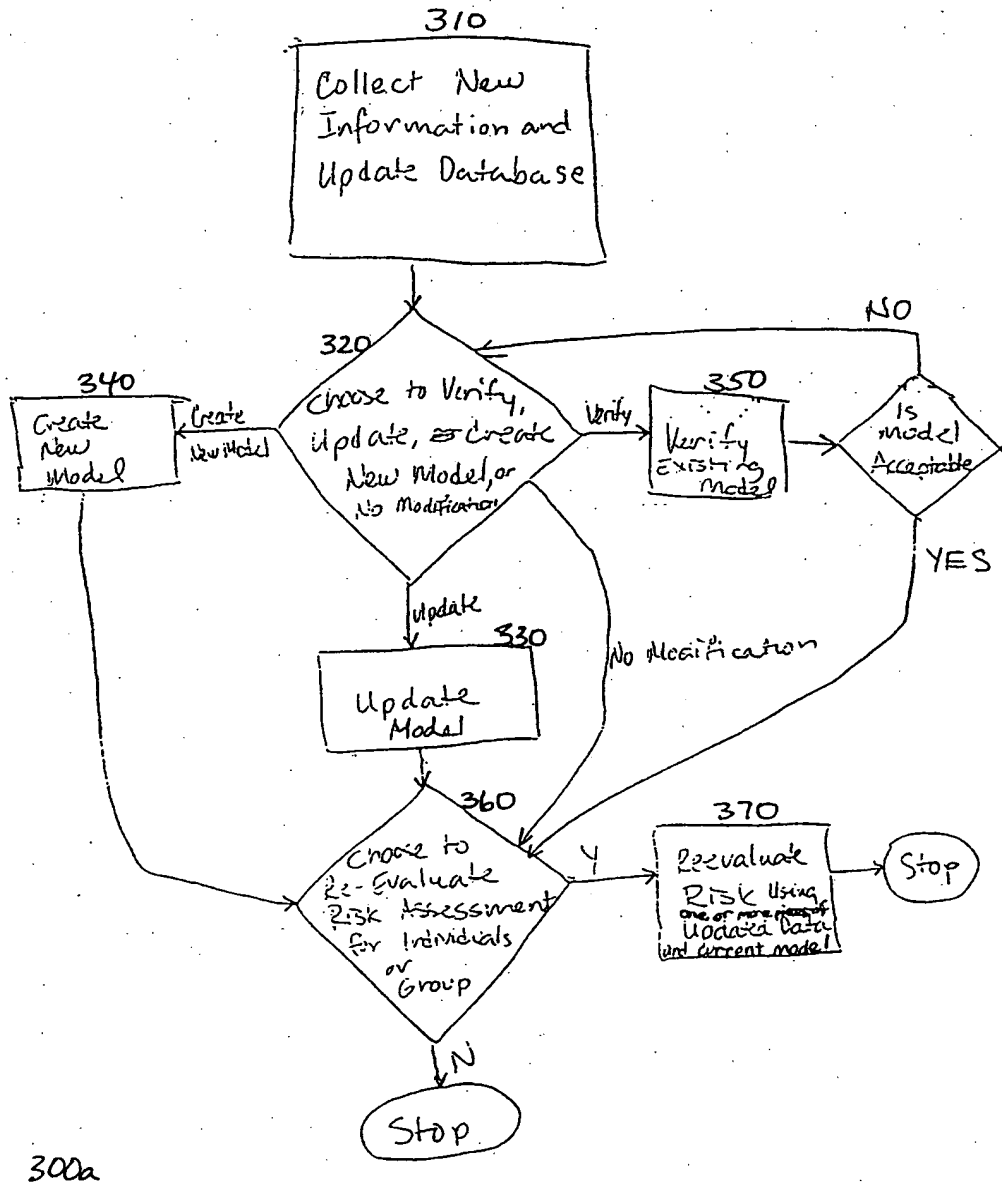 310
Collect New
Information and
Update Database
NO
320
Choose to Verify,
Update, or Create
New Model, or
No Modification
340
Create
New
Model
Create
New Model
Verify
350
Verify
Existing
Model
Is
Model
Acceptable
YES
Update
330
Update
Model
No Modification
360
Choose to
Re-Evaluate
Risk Assessment
for Individuals
or
Group
Y
370
Reevaluate
Risk Using
one or more pieces of
Updated Data
and current model
Stop
N
Stop
300a